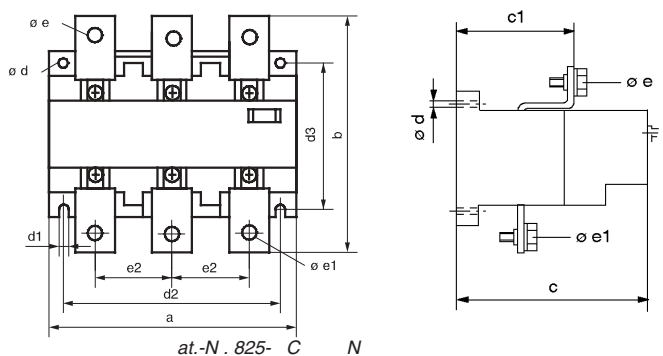 ø e
ø d
d3
b
d1
e2
e2
ø e1
d2
a
at.-N . 825- C N
c1
ø e
ø d
ø e1
c